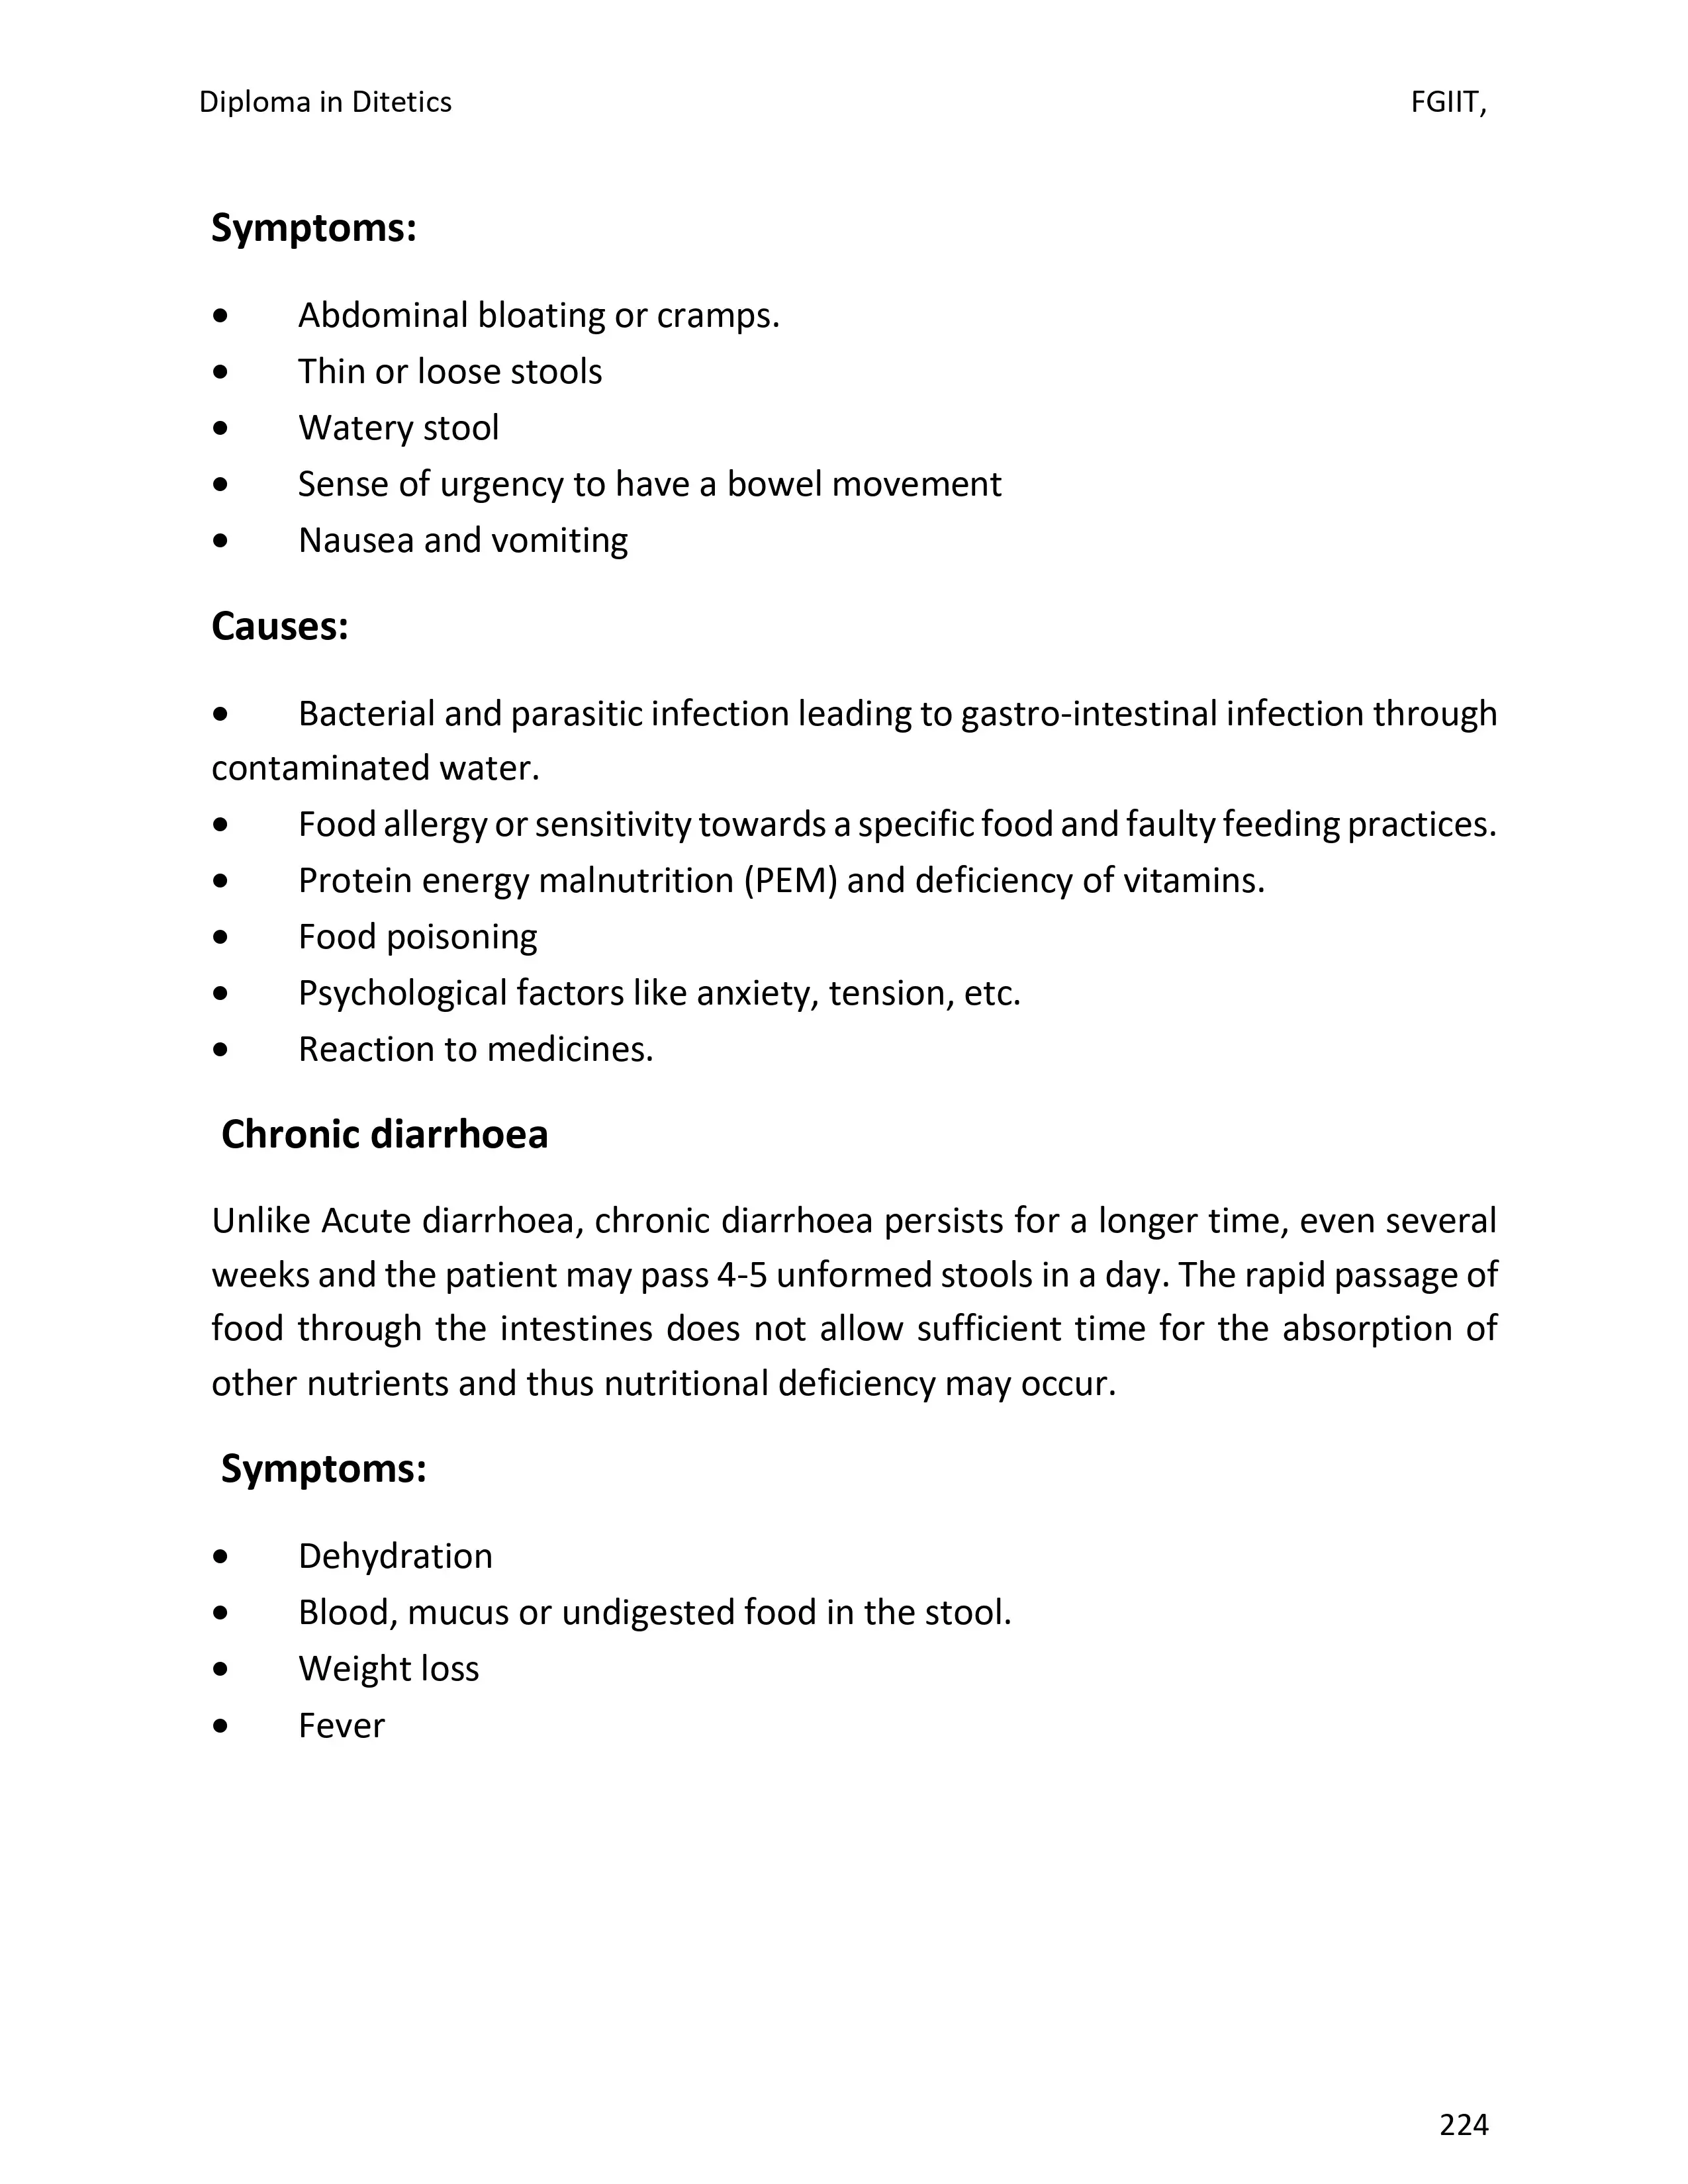 Diploma in Ditetics FGIIT,
Symptoms:
• Abdominal bloating or cramps.
• Thin or loose stools
• Watery stool
• Sense of urgency to have a bowel movement
• Nausea and vomiting
Causes:
• Bacterial and parasitic infection leading to gastro-intestinal infection through
contaminated water.
• Food allergy or sensitivity towards a specific food and faulty feeding practices.
• Protein energy malnutrition (PEM) and deficiency of vitamins.
• Food poisoning
• Psychological factors like anxiety, tension, etc.
• Reaction to medicines.
Chronic diarrhoea
Unlike Acute diarrhoea, chronic diarrhoea persists for a longer time, even several
weeks and the patient may pass 4-5 unformed stools in a day. The rapid passage of
food through the intestines does not allow sufficient time for the absorption of
other nutrients and thus nutritional deficiency may occur.
Symptoms:
• Dehydration
• Blood, mucus or undigested food in the stool.
• Weight loss
• Fever
224